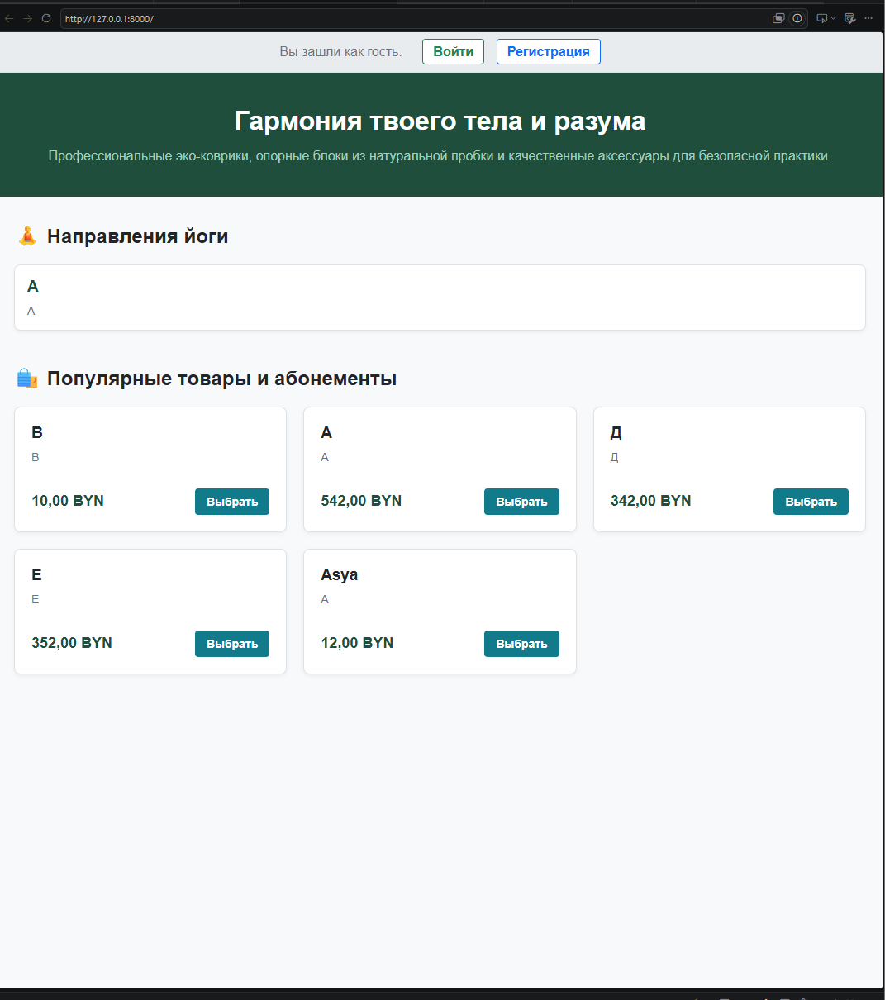 http://127.0.0.1:8000/
Вы зашли как гость. Войти Регистрация
Гармония твоего тела и разума
Профессиональные эко-коврики, опорные блоки из натуральной пробки и качественные аксессуары для безопасной практики.
Направления йоги
А
А
Популярные товары и абонементы
В
В
10,00 BYN Выбрать
А
А
542,00 BYN Выбрать
Д
Д
342,00 BYN Выбрать
Е
Е
352,00 BYN Выбрать
Asya
А
12,00 BYN Выбрать